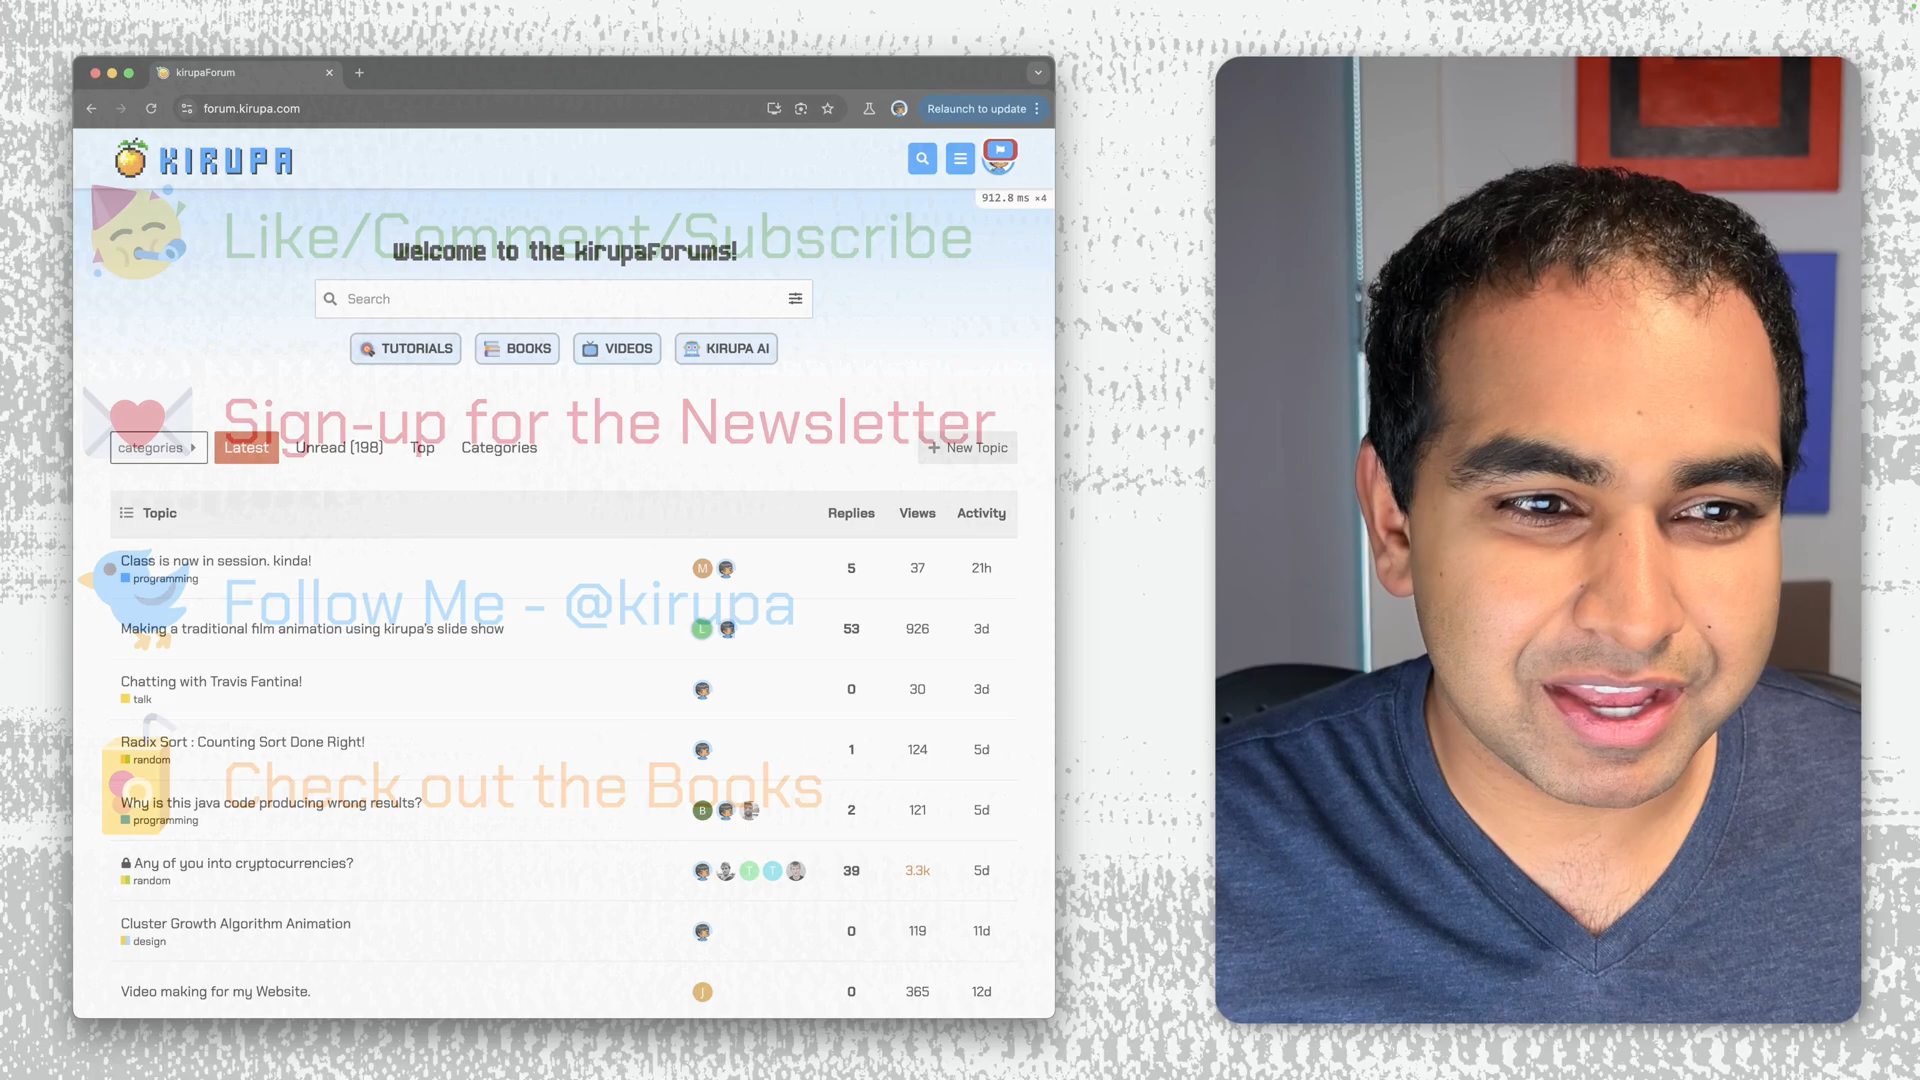 kirupaForum
forum.kirupa.com
Relaunch to update
KIRUPA
912.8 ms ×4
Like/Comment/Subscribe
Welcome to the kirupaForums!
Search
TUTORIALS BOOKS VIDEOS KIRUPA AI
Sign-up for the Newsletter
categories Latest Unread (198) Top Categories + New Topic
Topic Replies Views Activity
Class is now in session. kinda! M 5 37 21h
programming
Follow Me - @kirupa
Making a traditional film animation using kirupa's slide show L 53 926 3d
Chatting with Travis Fantina! 0 30 3d
talk
Radix Sort : Counting Sort Done Right! 1 124 5d
random
Check out the Books
Why is this java code producing wrong results? B 2 121 5d
programming
Any of you into cryptocurrencies? T T 39 3.3k 5d
random
Cluster Growth Algorithm Animation 0 119 11d
design
Video making for my Website. J 0 365 12d